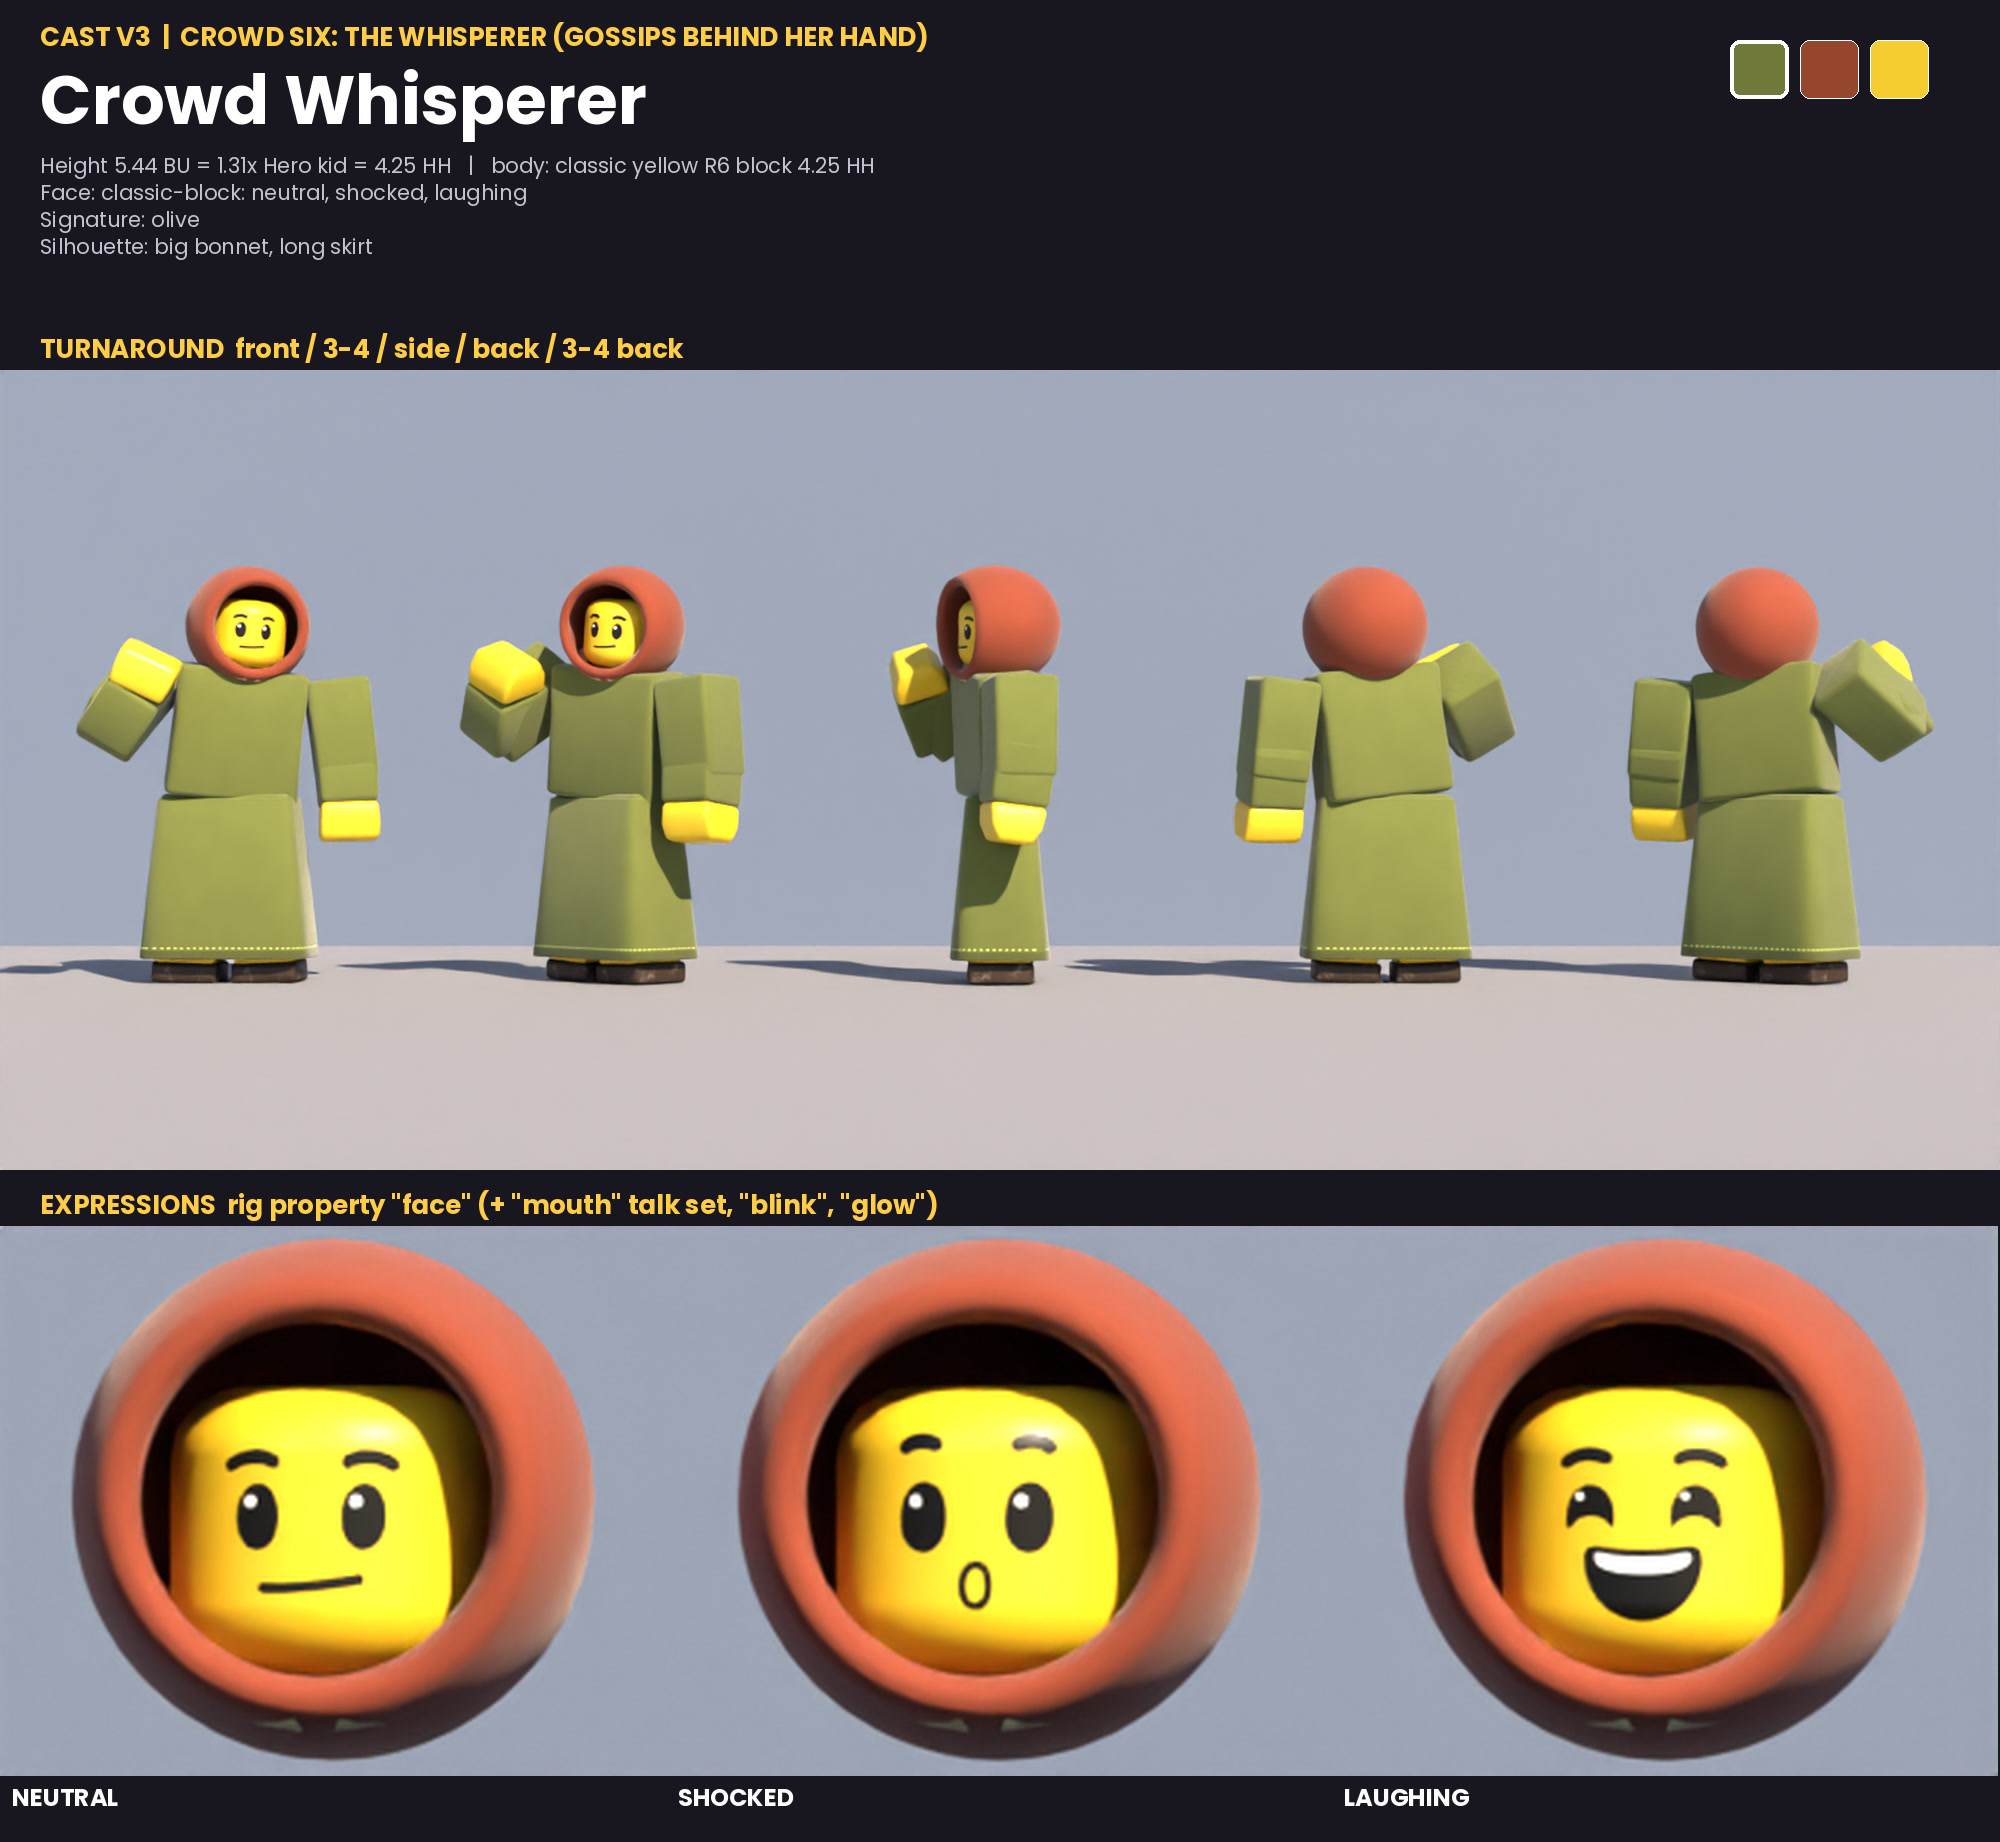 CAST V3 | CROWD SIX: THE WHISPERER (GOSSIPS BEHIND HER HAND)
Crowd Whisperer
Height 5.44 BU = 1.31x Hero kid = 4.25 HH | body: classic yellow R6 block 4.25 HH
Face: classic-block: neutral, shocked, laughing
Signature: olive
Silhouette: big bonnet, long skirt
TURNAROUND front / 3-4 / side / back / 3-4 back
EXPRESSIONS rig property "face" (+ "mouth" talk set, "blink", "glow")
NEUTRAL
SHOCKED
LAUGHING